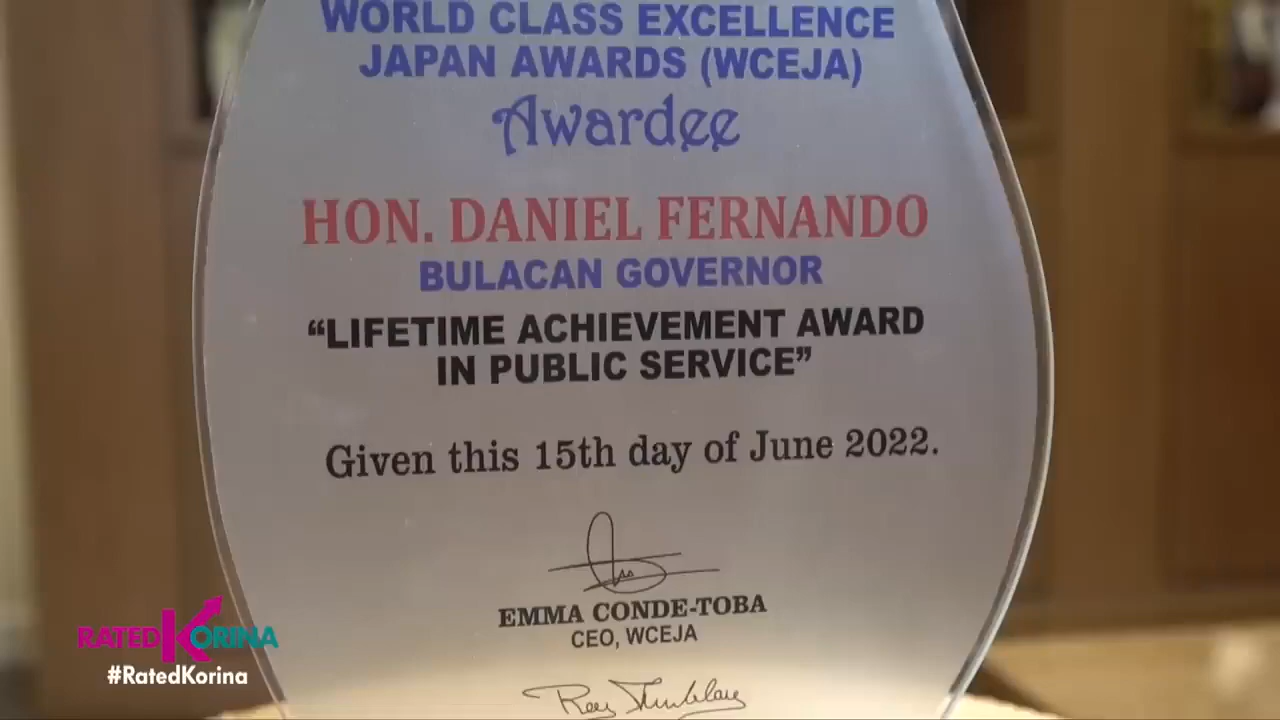 WORLD CLASS EXCELLENCE
JAPAN AWARDS (WCEJA)
Awardee
HON. DANIEL FERNANDO
BULACAN GOVERNOR
“LIFETIME ACHIEVEMENT AWARD
IN PUBLIC SERVICE”
Given this 15th day of June 2022.
EMMA CONDE-TOBA
CEO, WCEJA
RATED KORINA
#RatedKorina